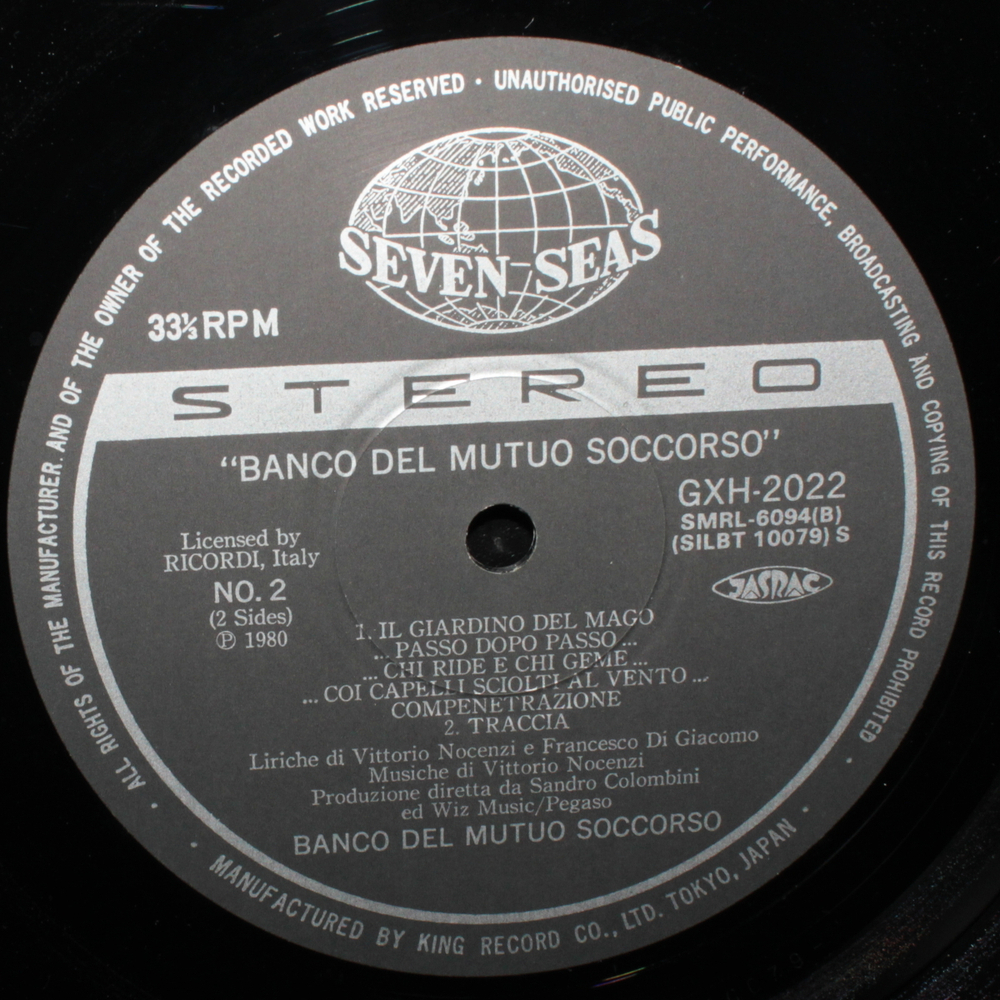 ALL RIGHTS OF THE MANUFACTURER AND OF THE OWNER OF THE RECORDED WORK RESERVED · UNAUTHORISED PUBLIC PERFORMANCE, BROADCASTING AND COPYING OF THIS RECORD PROHIBITED
SEVEN SEAS
33⅓RPM
STEREO
“BANCO DEL MUTUO SOCCORSO”
GXH-2022
SMRL-6094(B)
(SILBT 10079) S
JASRAC
Licensed by
RICORDI, Italy
NO. 2
(2 Sides)
℗ 1980
1. IL GIARDINO DEL MAGO
... PASSO DOPO PASSO ...
... CHI RIDE E CHI GEME ...
... COI CAPELLI SCIOLTI AL VENTO ...
COMPENETRAZIONE
2. TRACCIA
Liriche di Vittorio Nocenzi e Francesco Di Giacomo
Musiche di Vittorio Nocenzi
Produzione diretta da Sandro Colombini
ed Wiz Music/Pegaso
BANCO DEL MUTUO SOCCORSO
· MANUFACTURED BY KING RECORD CO., LTD. TOKYO, JAPAN ·